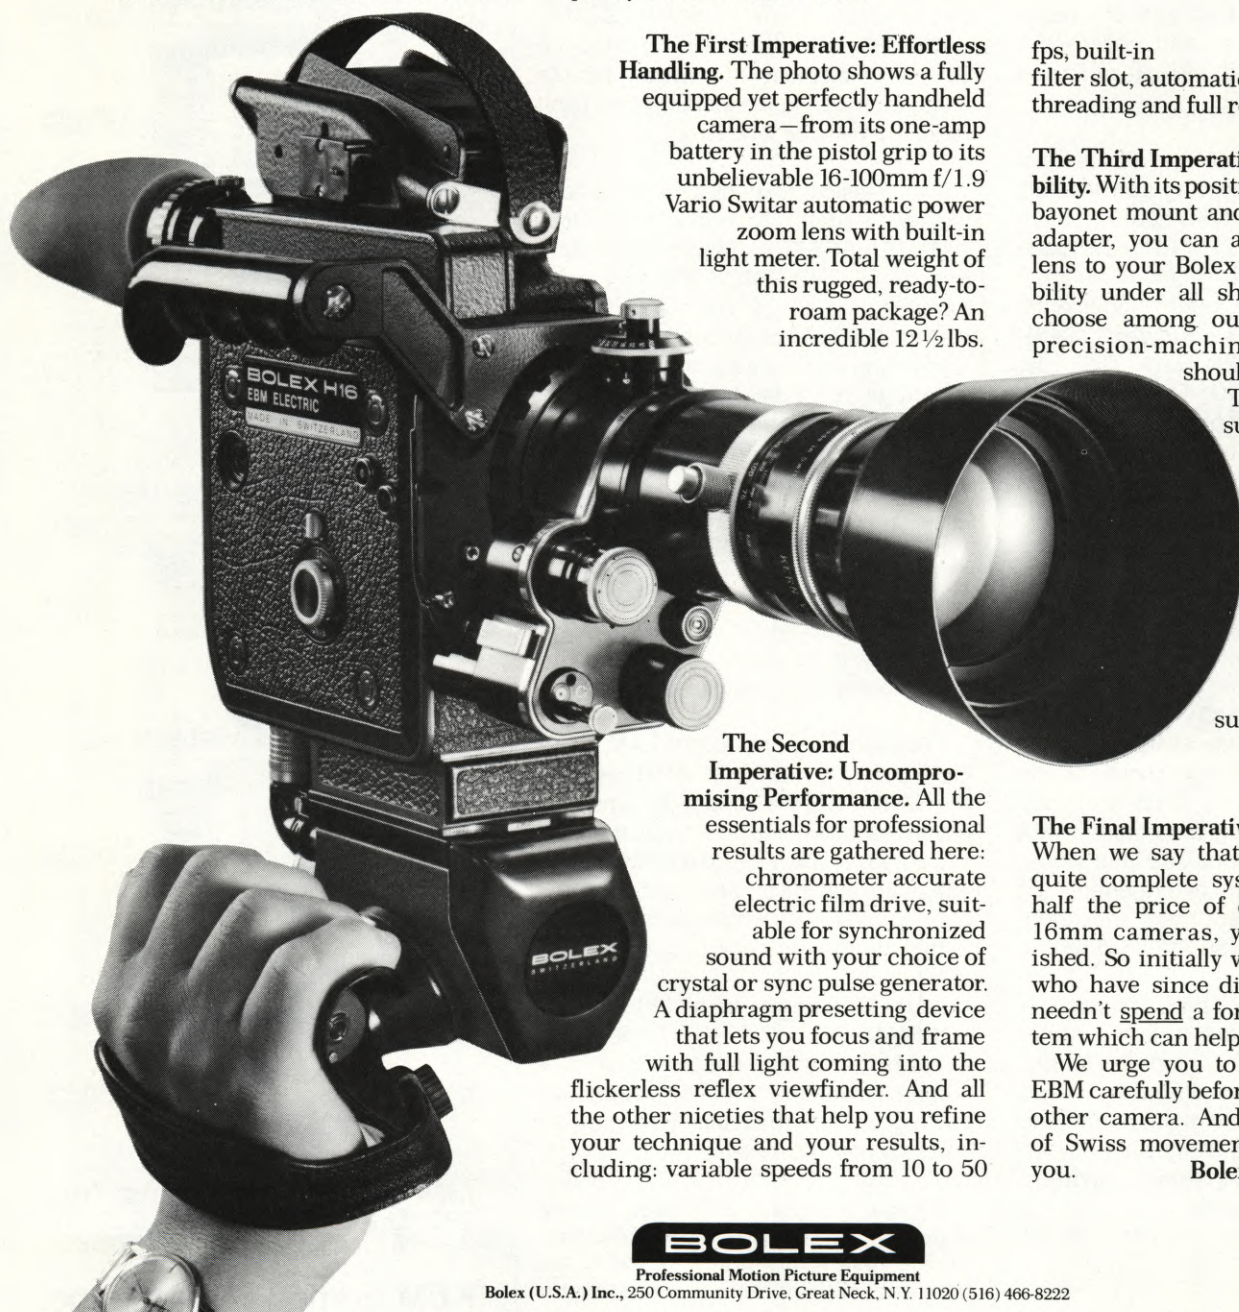 The First Imperative: Effortless
Handling. The photo shows a fully
equipped yet perfectly handheld
camera—from its one-amp
battery in the pistol grip to its
unbelievable 16-100mm f/1.9
Vario Switar automatic power
zoom lens with built-in
light meter. Total weight of
this rugged, ready-to-
roam package? An
incredible 12 ½ lbs.
BOLEX H16
EBM ELECTRIC
MADE IN SWITZERLAND
The Second
Imperative: Uncompro-
mising Performance. All the
essentials for professional
results are gathered here:
chronometer accurate
electric film drive, suit-
able for synchronized
sound with your choice of
crystal or sync pulse generator.
A diaphragm presetting device
that lets you focus and frame
with full light coming into the
flickerless reflex viewfinder. And all
the other niceties that help you refine
your technique and your results, in-
cluding: variable speeds from 10 to 50
BOLEX
SWITZERLAND
fps, built-in
filter slot, automatic
threading and full r
The Third Imperati
bility. With its positi
bayonet mount and
adapter, you can a
lens to your Bolex
bility under all sh
choose among ou
precision-machin
shoul
T
su
su
The Final Imperativ
When we say that
quite complete sys
half the price of
16mm cameras, y
ished. So initially v
who have since di
needn't spend a for
tem which can help
We urge you to
EBM carefully befor
other camera. And
of Swiss movemen
you. Bolex
BOLEX
Professional Motion Picture Equipment
Bolex (U.S.A.) Inc., 250 Community Drive, Great Neck, N.Y. 11020 (516) 466-8222